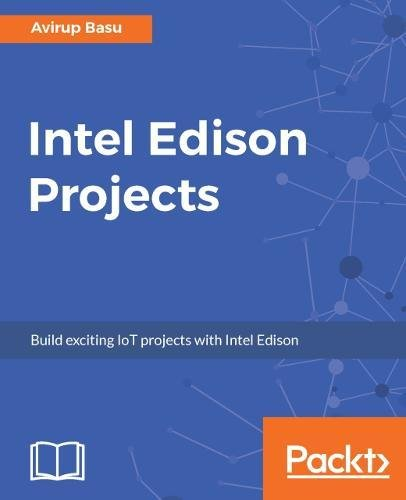 Avirup Basu
Intel Edison
Projects
Build exciting IoT projects with Intel Edison
Packt>